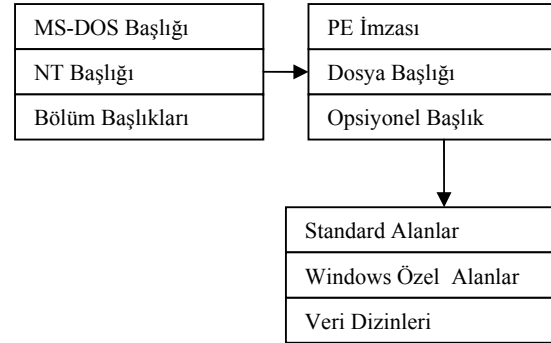 MS-DOS Başlığı
NT Başlığı
Bölüm Başlıkları
PE İmzası
Dosya Başlığı
Opsiyonel Başlık
Standard Alanlar
Windows Özel Alanlar
Veri Dizinleri